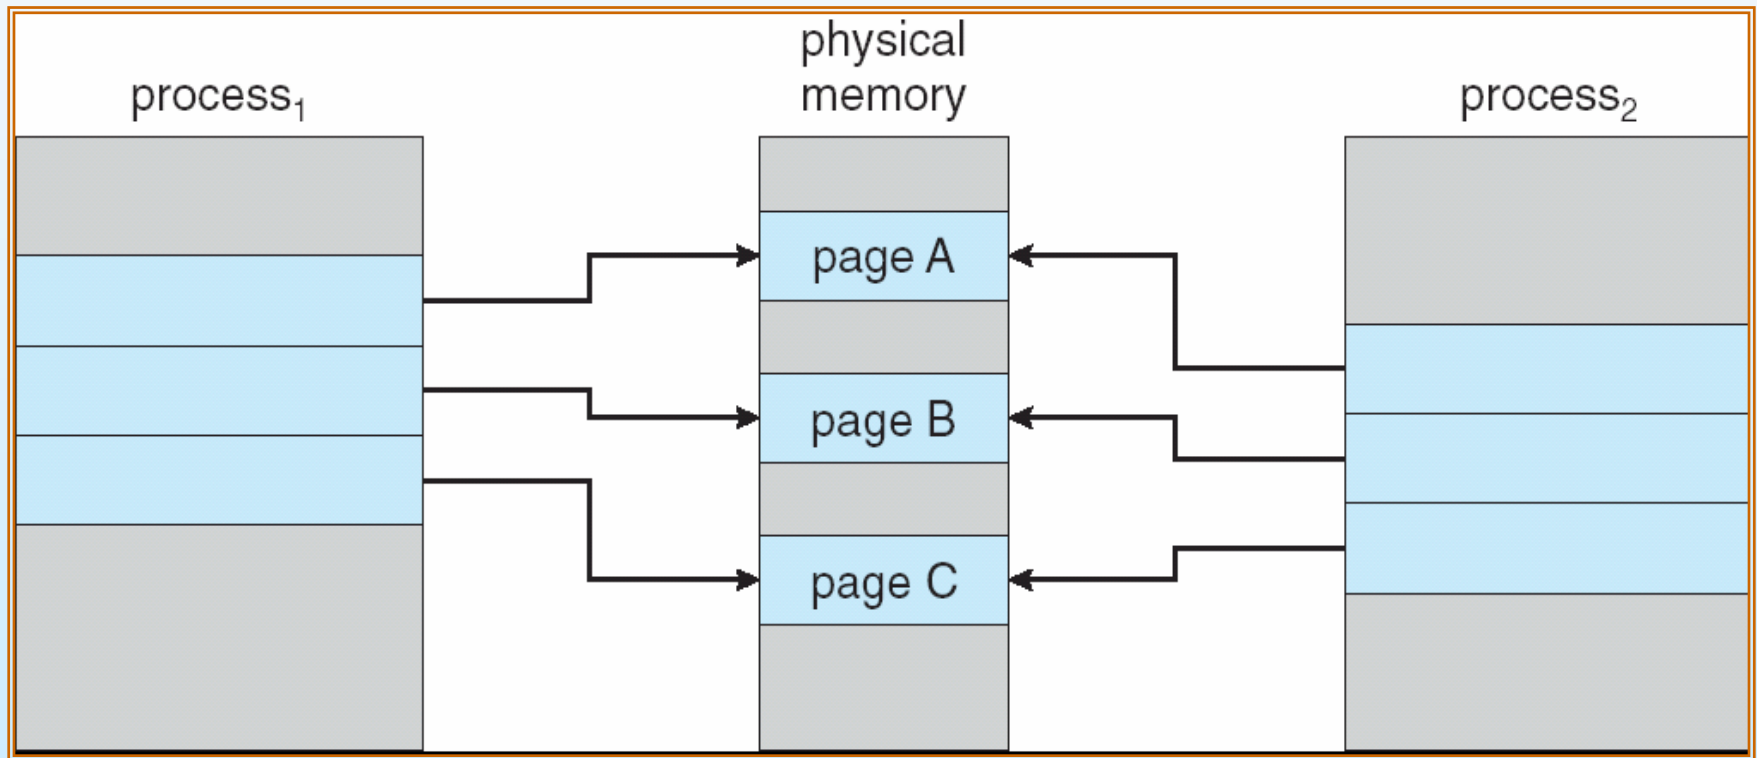 process₁
physical
memory
process₂
page A
page B
page C